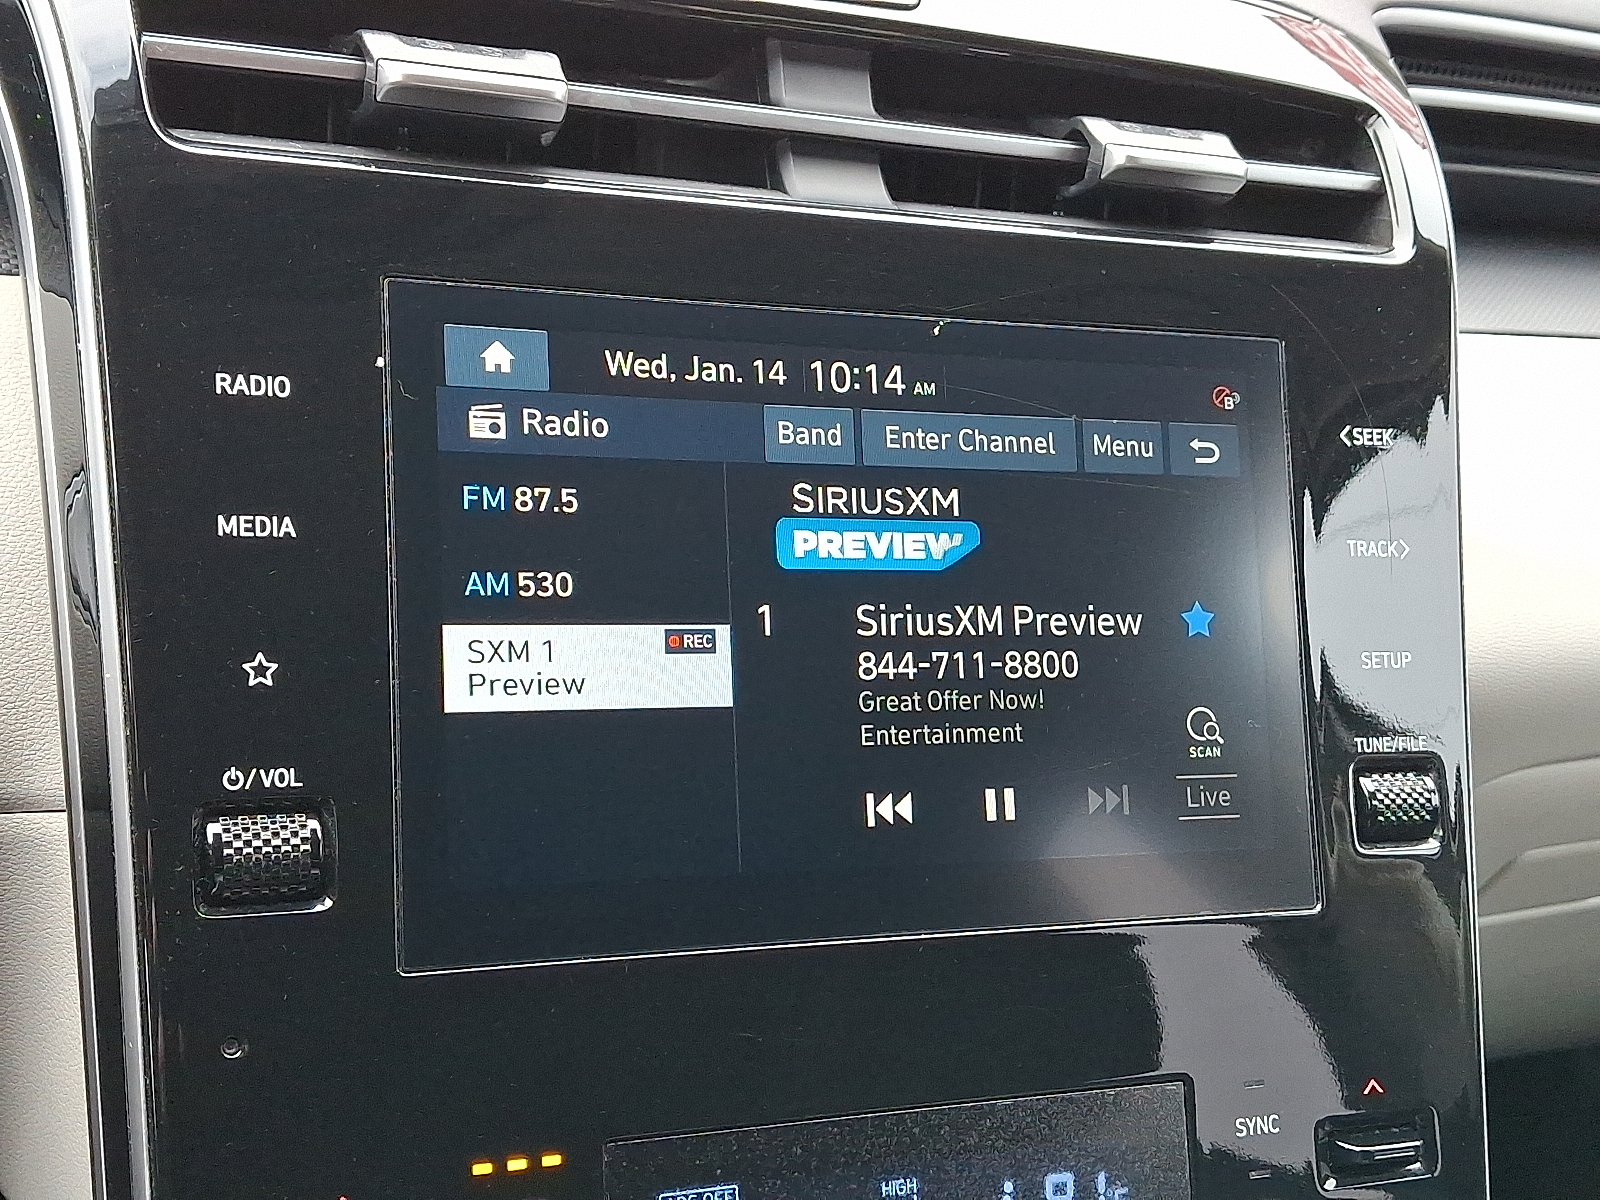 Wed, Jan. 14 10:14 AM
Radio Band Enter Channel Menu
FM 87.5
AM 530
SXM 1 REC
Preview
SIRIUSXM
PREVIEW
1 SiriusXM Preview
844-711-8800
Great Offer Now!
Entertainment
SCAN
Live
RADIO
MEDIA
/VOL
<SEEK
TRACK>
SETUP
TUNE/FILE
SYNC
HIGH
OFF